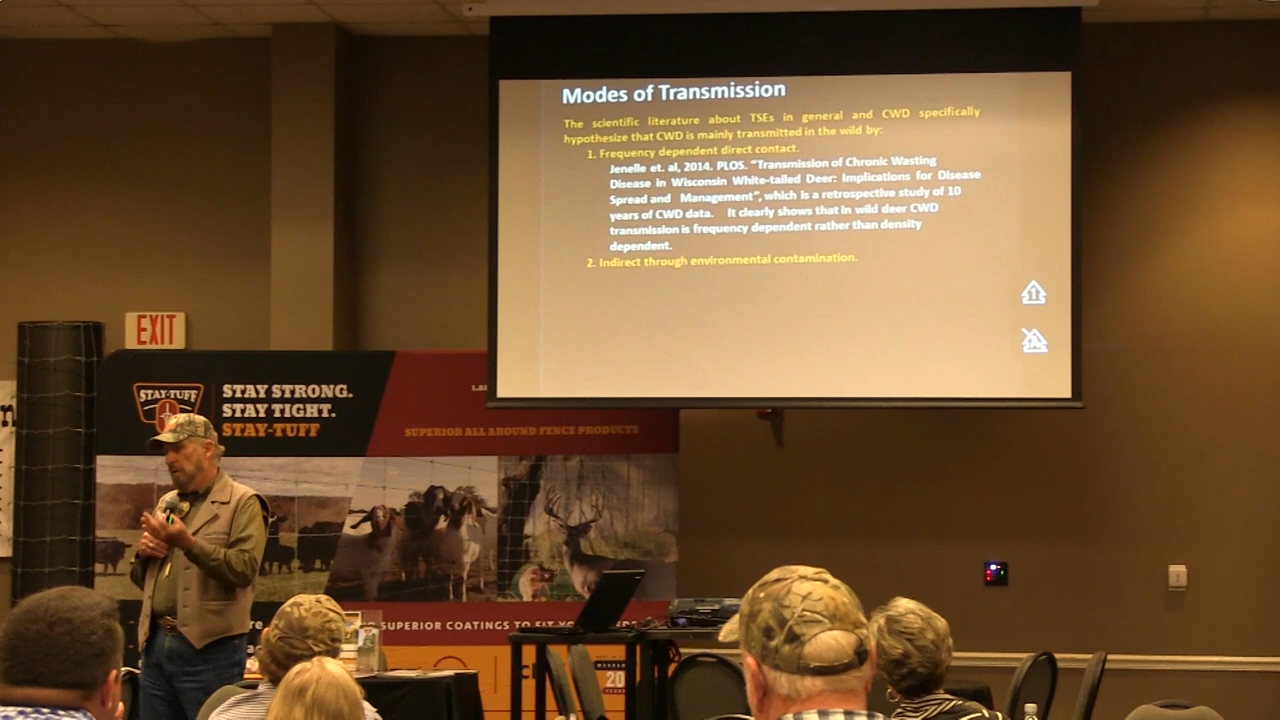 Modes of Transmission
The scientific literature about TSEs in general and CWD specifically
hypothesize that CWD is mainly transmitted in the wild by:
1. Frequency dependent direct contact.
Jenelle et. al, 2014. PLOS. "Transmission of Chronic Wasting
Disease in Wisconsin White-tailed Deer: Implications for Disease
Spread and Management", which is a retrospective study of 10
years of CWD data. It clearly shows that in wild deer CWD
transmission is frequency dependent rather than density
dependent.
2. Indirect through environmental contamination.
1
EXIT
STAY-TUFF
STAY STRONG.
STAY TIGHT.
STAY-TUFF
SUPERIOR ALL AROUND FENCE PRODUCTS
SUPERIOR COATINGS TO FIT
20